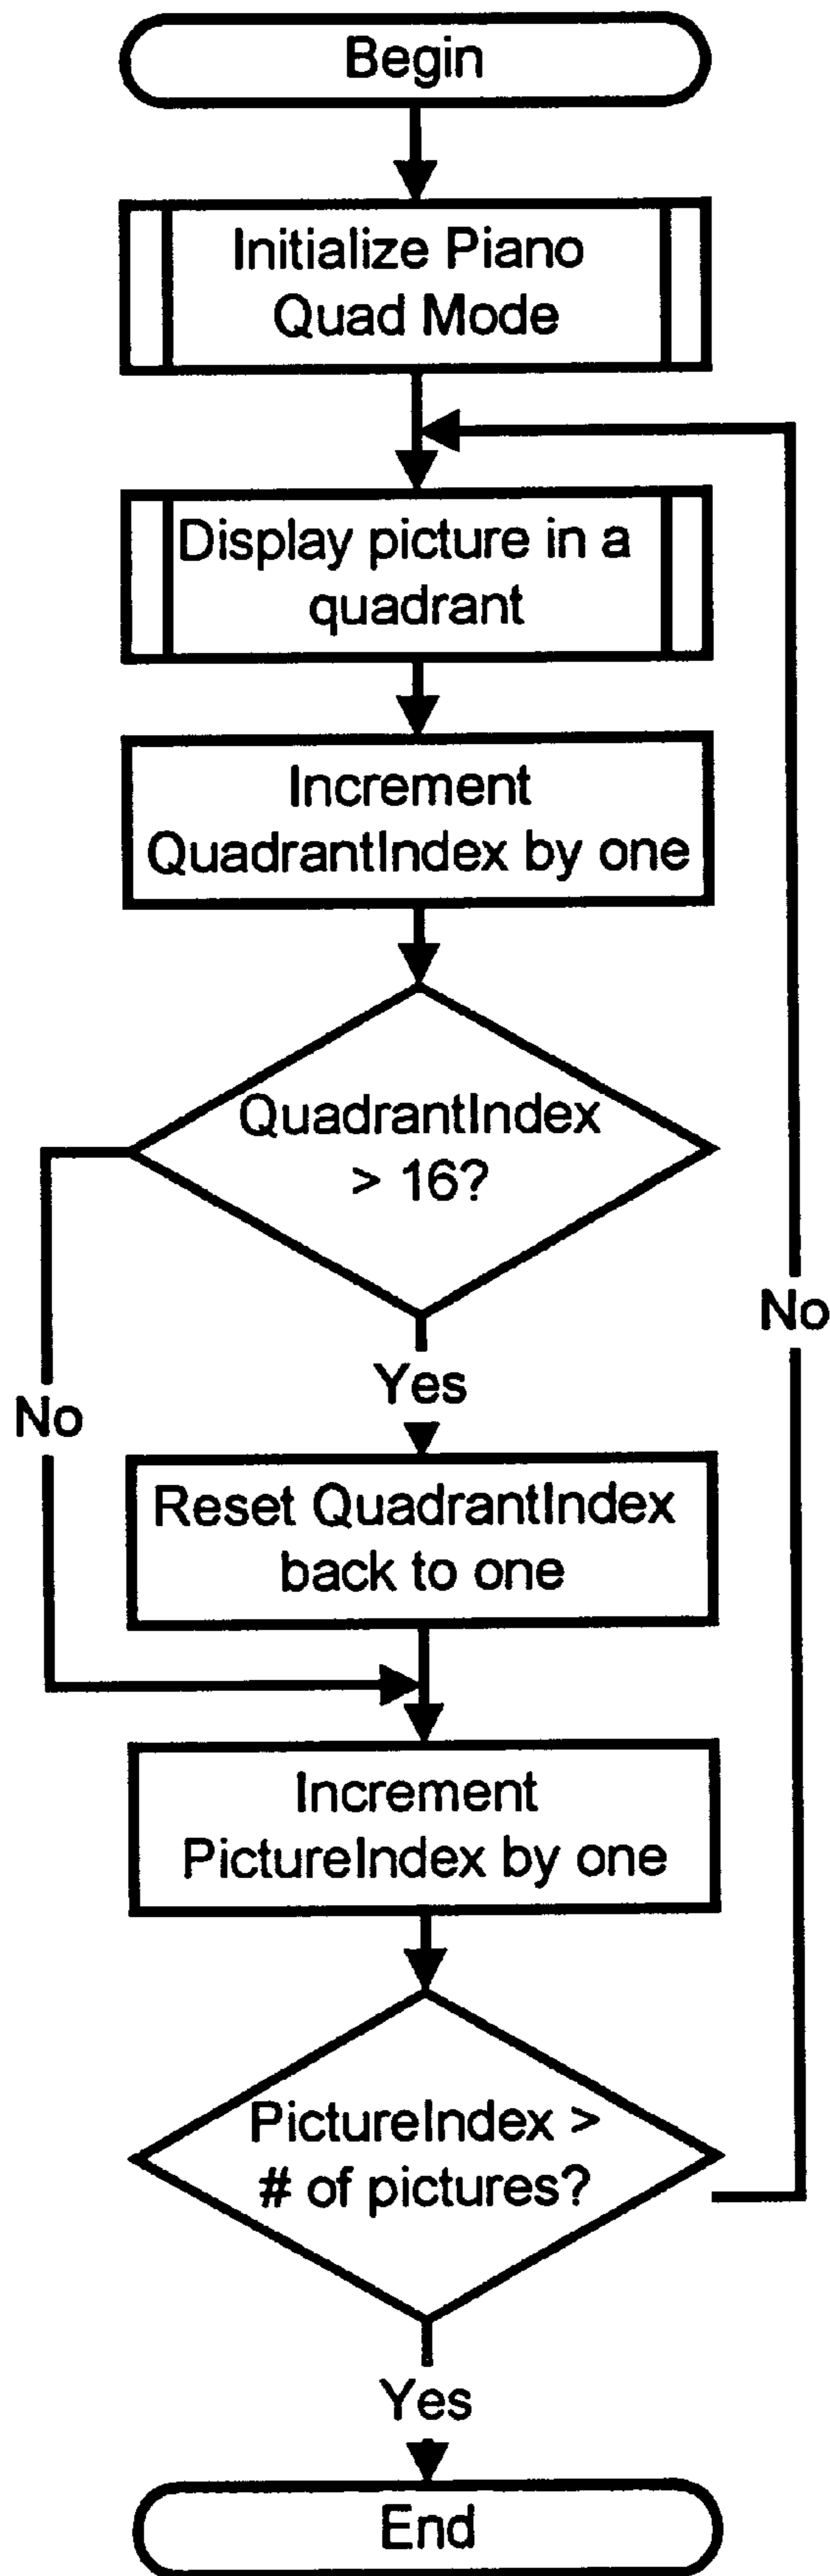 Begin
Initialize Piano
Quad Mode
Display picture in a
quadrant
Increment
QuadrantIndex by one
QuadrantIndex
> 16?
No
Yes
No
Reset QuadrantIndex
back to one
Increment
PictureIndex by one
PictureIndex >
# of pictures?
Yes
End